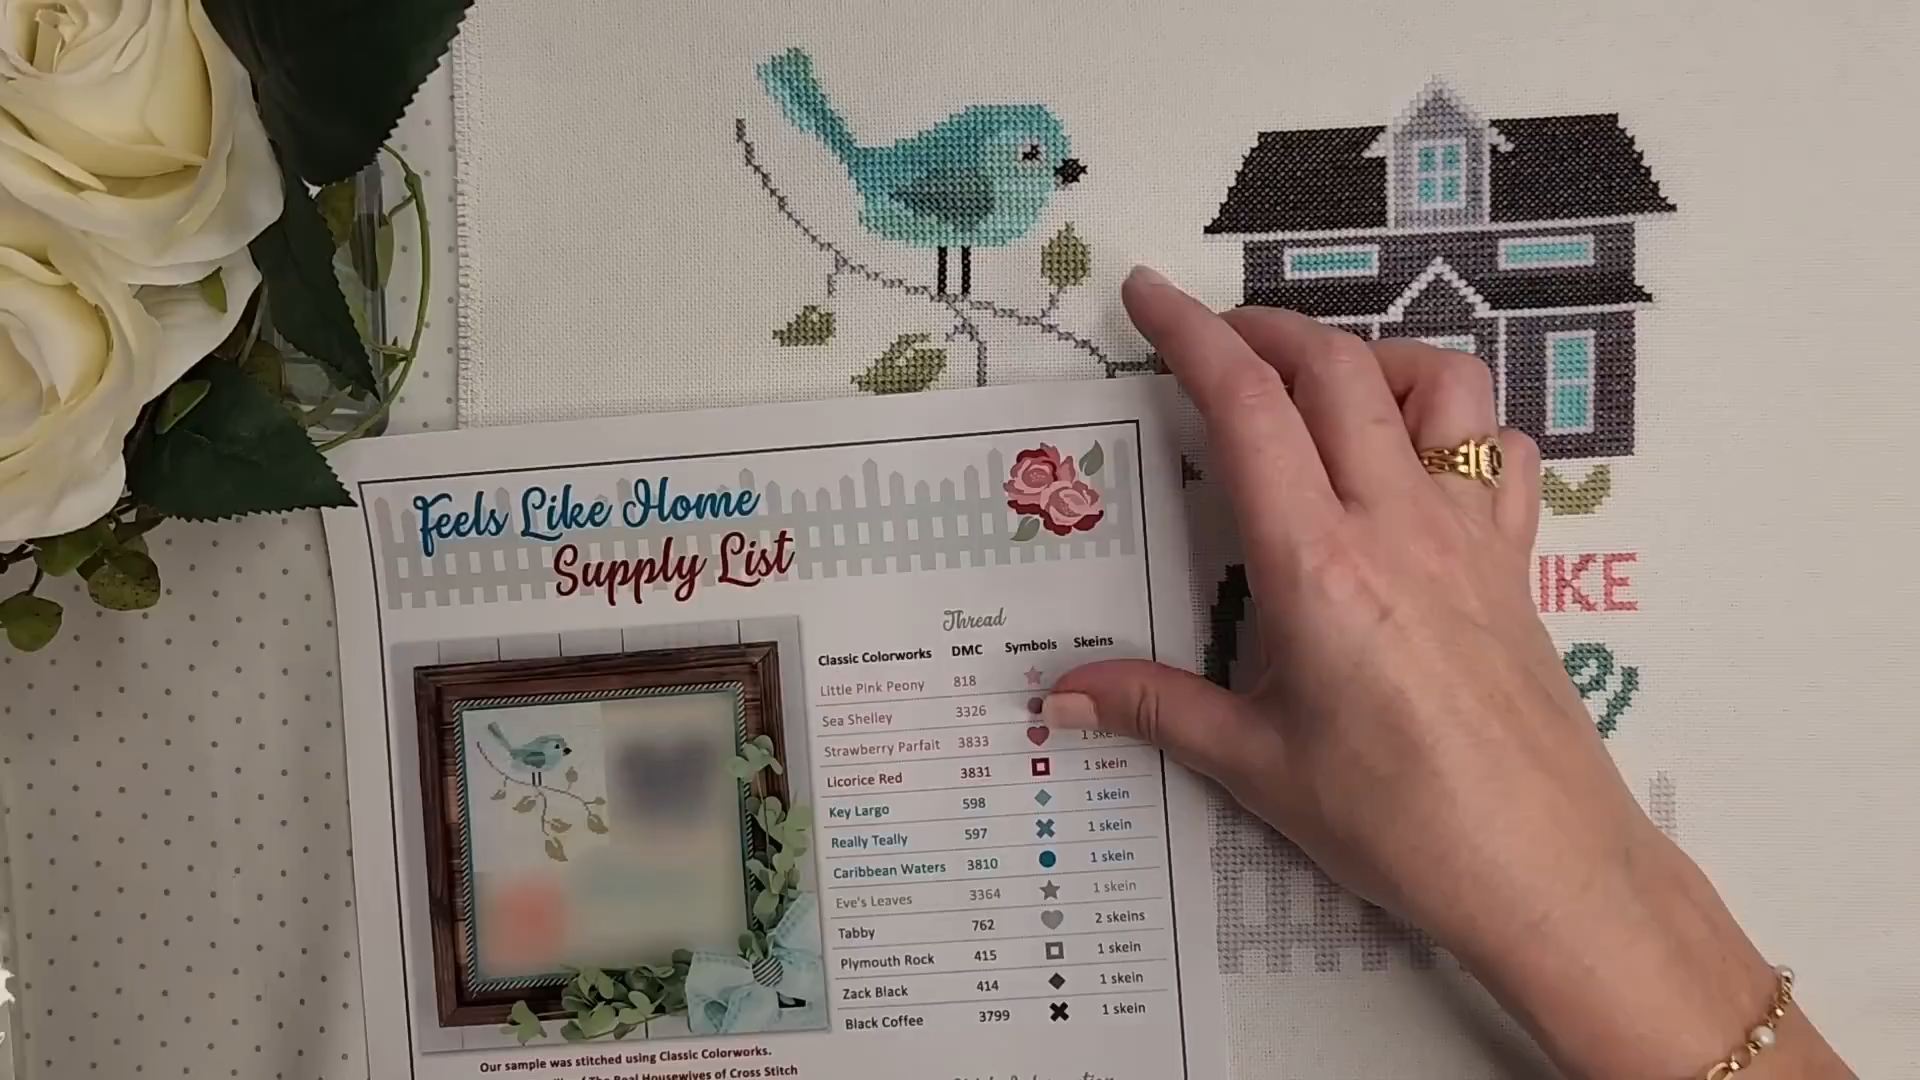 Feels Like Home
Supply List
Thread
Classic Colorworks DMC Symbols Skeins
Little Pink Peony 818
Sea Shelley 3326
Strawberry Parfait 3833 1
Licorice Red 3831 1 skein
Key Largo 598 1 skein
Really Teally 597 1 skein
Caribbean Waters 3810 1 skein
Eve's Leaves 3364 1 skein
Tabby 762 2 skeins
Plymouth Rock 415 1 skein
Zack Black 414 1 skein
Black Coffee 3799 1 skein
Our sample was stitched using Classic Colorworks.
of The Real Housewives of Cross Stitch
IKE